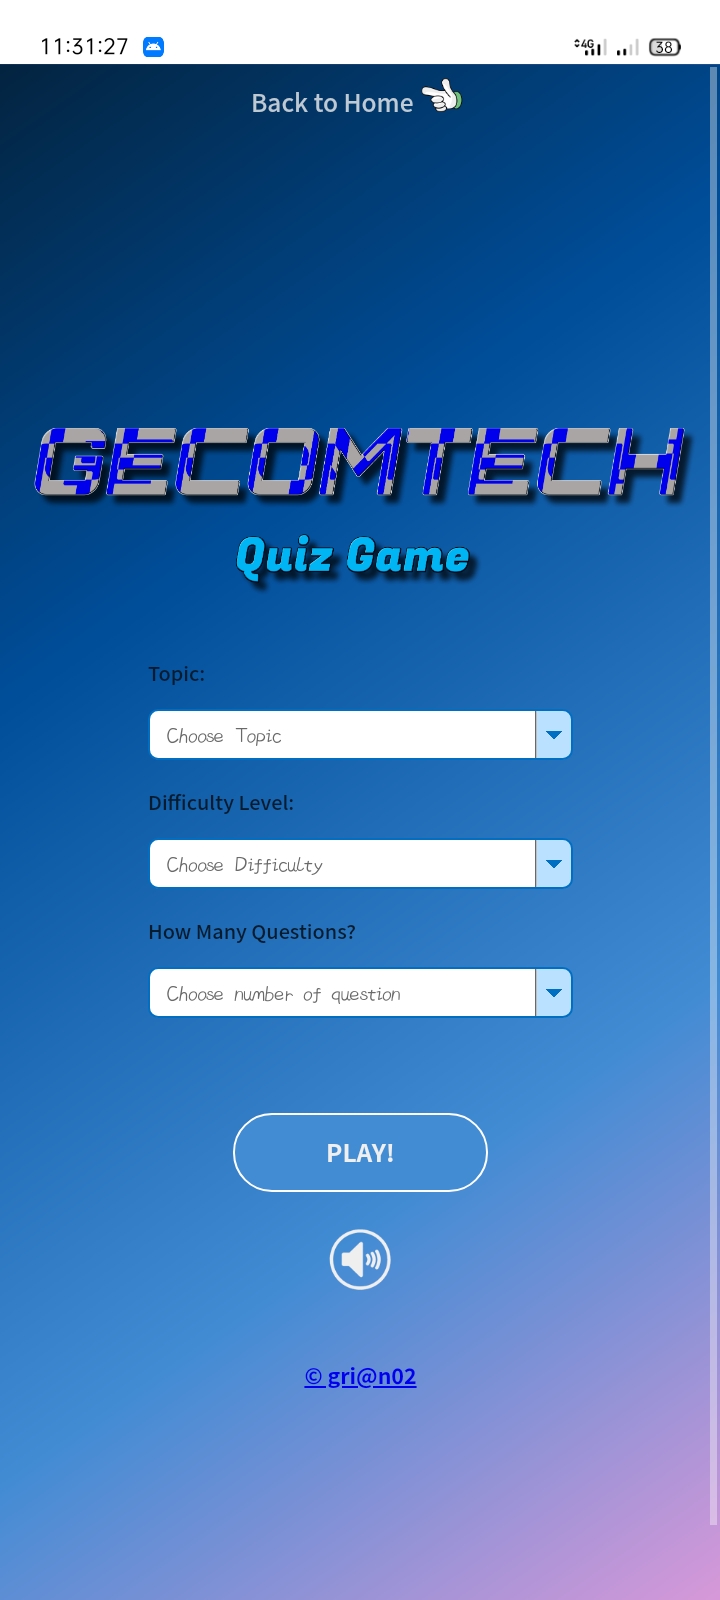 11:31:27
4G 38
Back to Home
GECOMTECH
Quiz Game
Topic:
Choose Topic
Difficulty Level:
Choose Difficulty
How Many Questions?
Choose number of question
PLAY!
© gri@n02